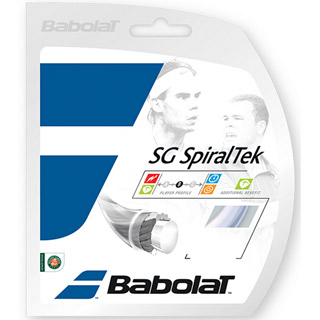 BABOLAT
SG SPIRALTEK
PLAYER PROFILE
ADDITIONAL BENEFIT
L
BABOLAT